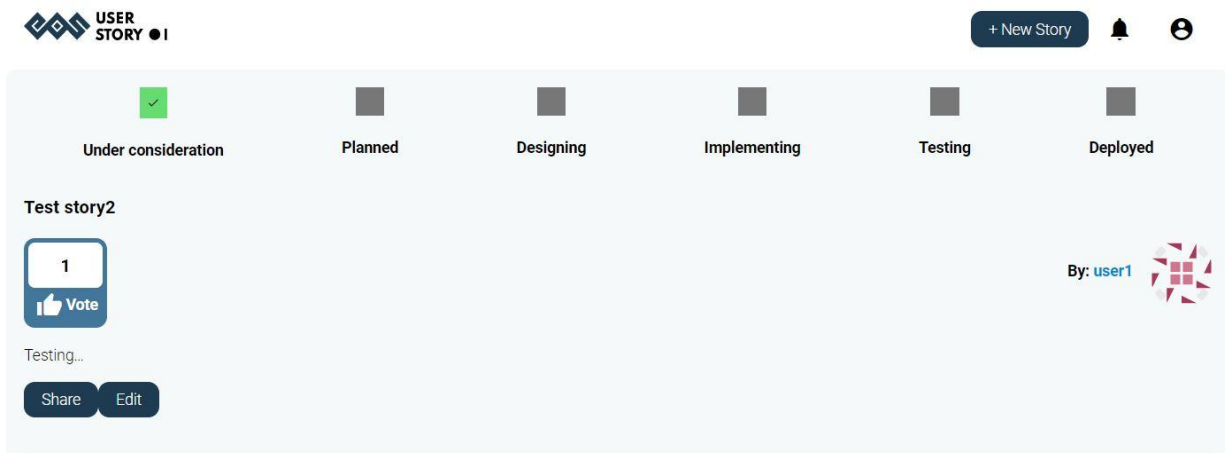 USER
STORY ●I
+ New Story
Under consideration
Planned
Designing
Implementing
Testing
Deployed
Test story2
1
Vote
By: user1
Testing...
Share
Edit